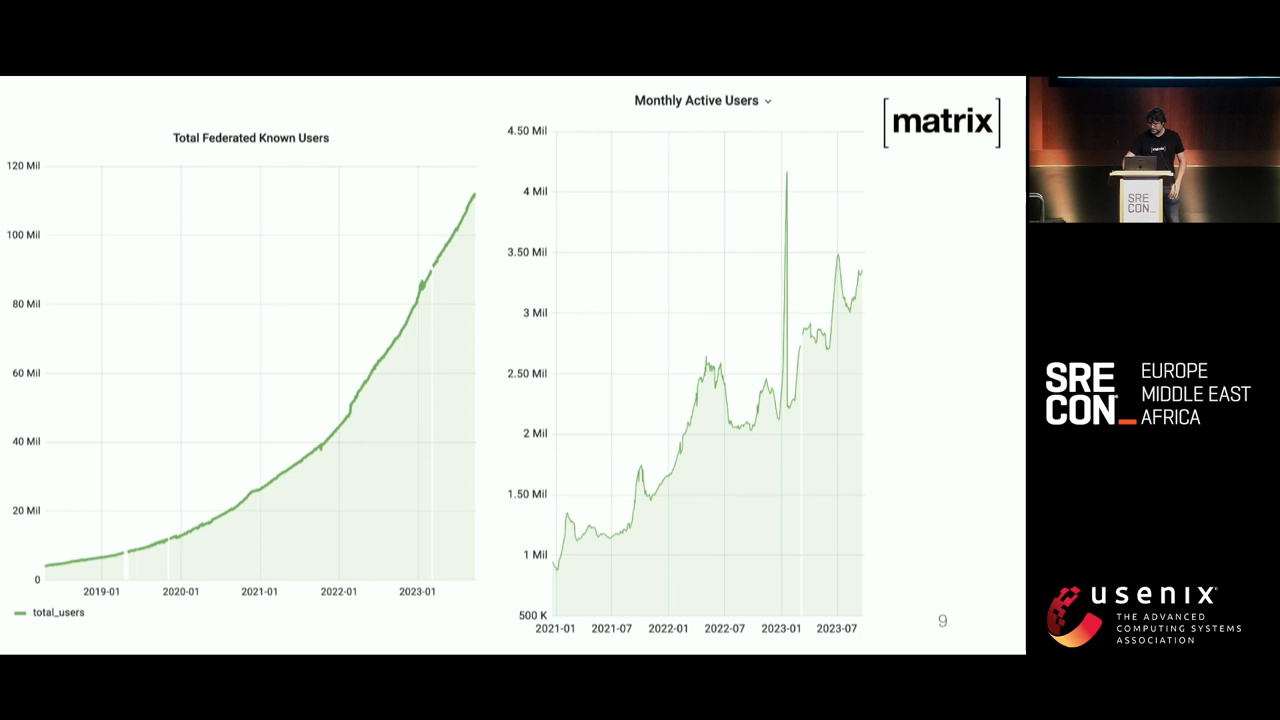 Total Federated Known Users
120 Mil
100 Mil
80 Mil
60 Mil
40 Mil
20 Mil
0
2019-01
2020-01
2021-01
2022-01
2023-01
total_users
Monthly Active Users
4.50 Mil
4 Mil
3.50 Mil
3 Mil
2.50 Mil
2 Mil
1.50 Mil
1 Mil
500 K
2021-01
2021-07
2022-01
2022-07
2023-01
2023-07
[matrix]
9
[matrix]
SRE
CON_
SRE
CON_
EUROPE
MIDDLE EAST
AFRICA
usenix®
THE ADVANCED
COMPUTING SYSTEMS
ASSOCIATION